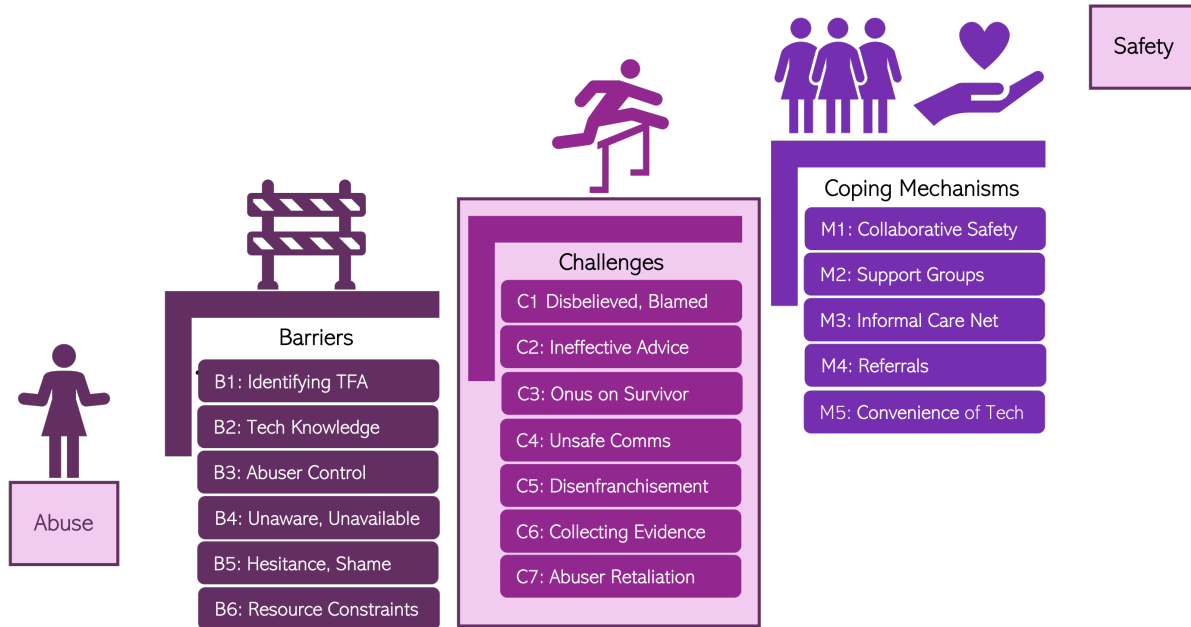 Safety
Coping Mechanisms
M1: Collaborative Safety
M2: Support Groups
M3: Informal Care Net
M4: Referrals
M5: Convenience of Tech
Challenges
C1 Disbelieved, Blamed
C2: Ineffective Advice
C3: Onus on Survivor
C4: Unsafe Comms
C5: Disenfranchisement
C6: Collecting Evidence
C7: Abuser Retaliation
Barriers
B1: Identifying TFA
B2: Tech Knowledge
B3: Abuser Control
B4: Unaware, Unavailable
B5: Hesitance, Shame
B6: Resource Constraints
Abuse